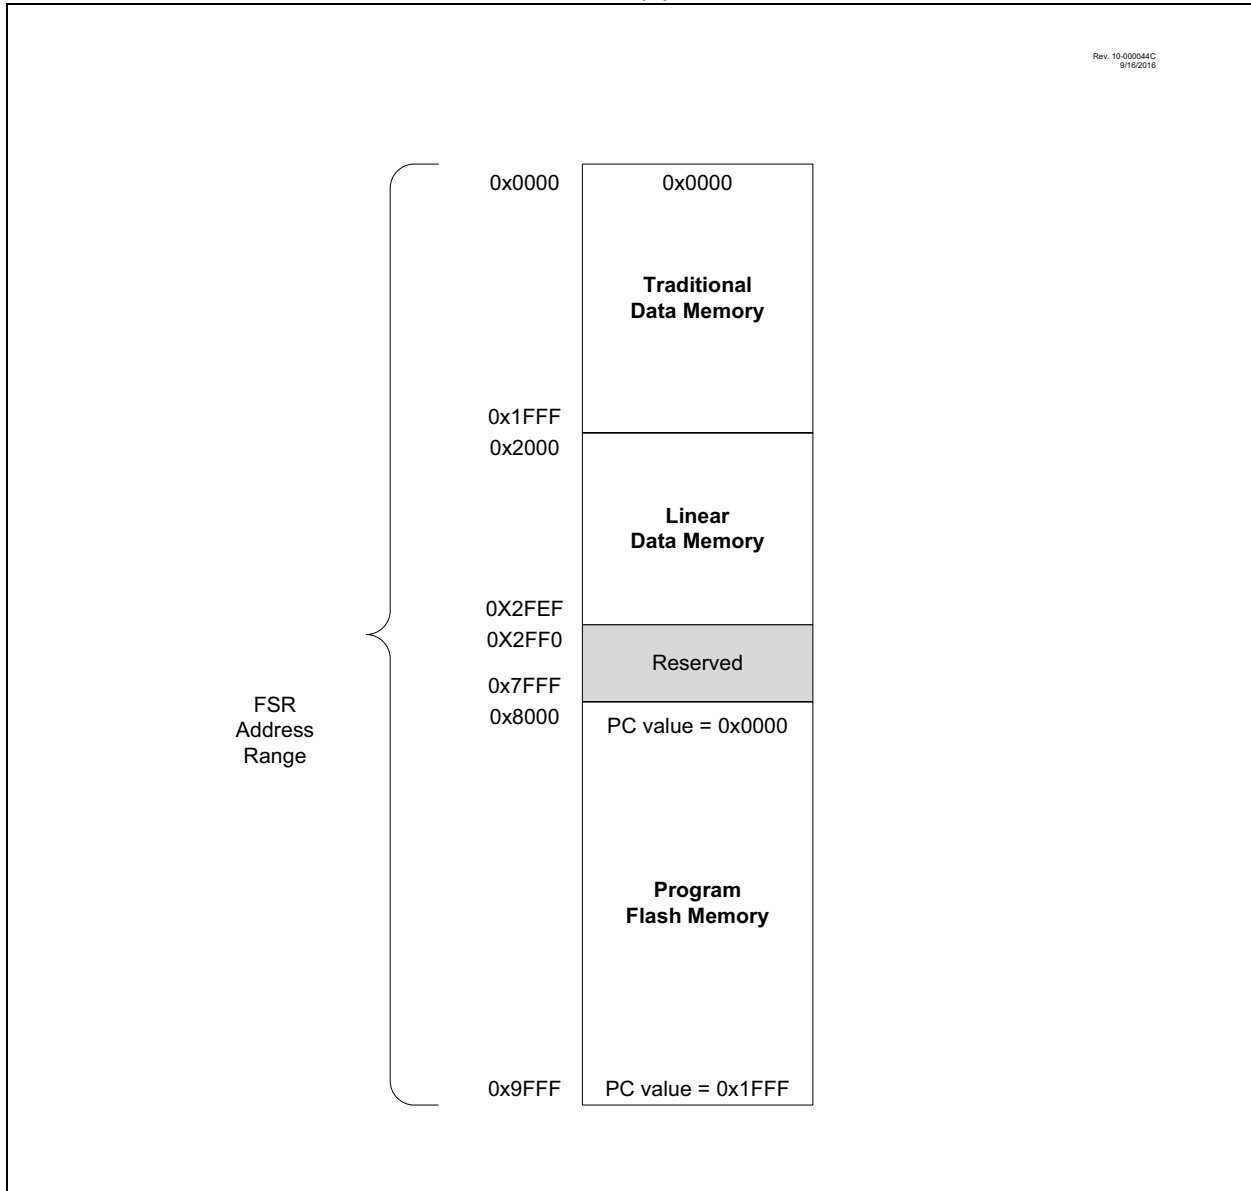 Rev. 10-000044C
9/16/2016
0x0000
0x0000
Traditional
Data Memory
0x1FFF
0x2000
Linear
Data Memory
0X2FEF
0X2FF0
Reserved
0x7FFF
0x8000
PC value = 0x0000
FSR
Address
Range
Program
Flash Memory
0x9FFF
PC value = 0x1FFF